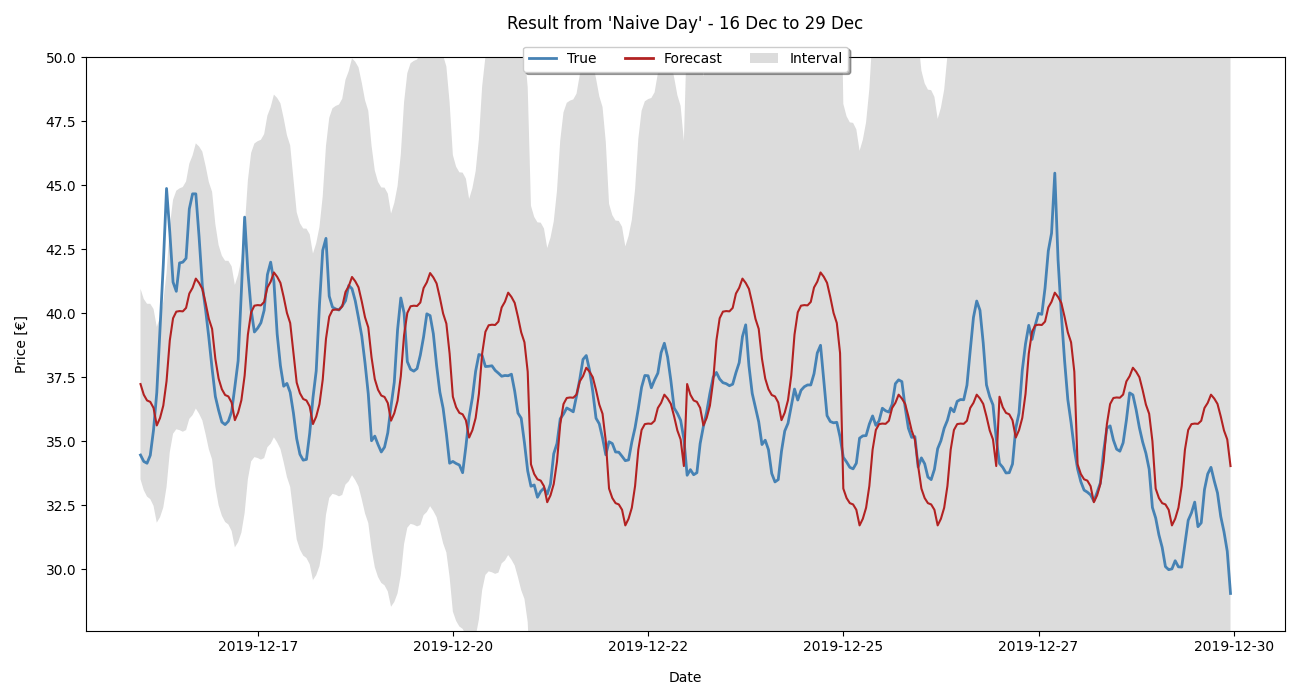 Result from 'Naive Day' - 16 Dec to 29 Dec
True Forecast Interval
50.0
47.5
45.0
42.5
40.0
37.5
35.0
32.5
30.0
Price [€]
2019-12-17 2019-12-20 2019-12-22 2019-12-25 2019-12-27 2019-12-30
Date